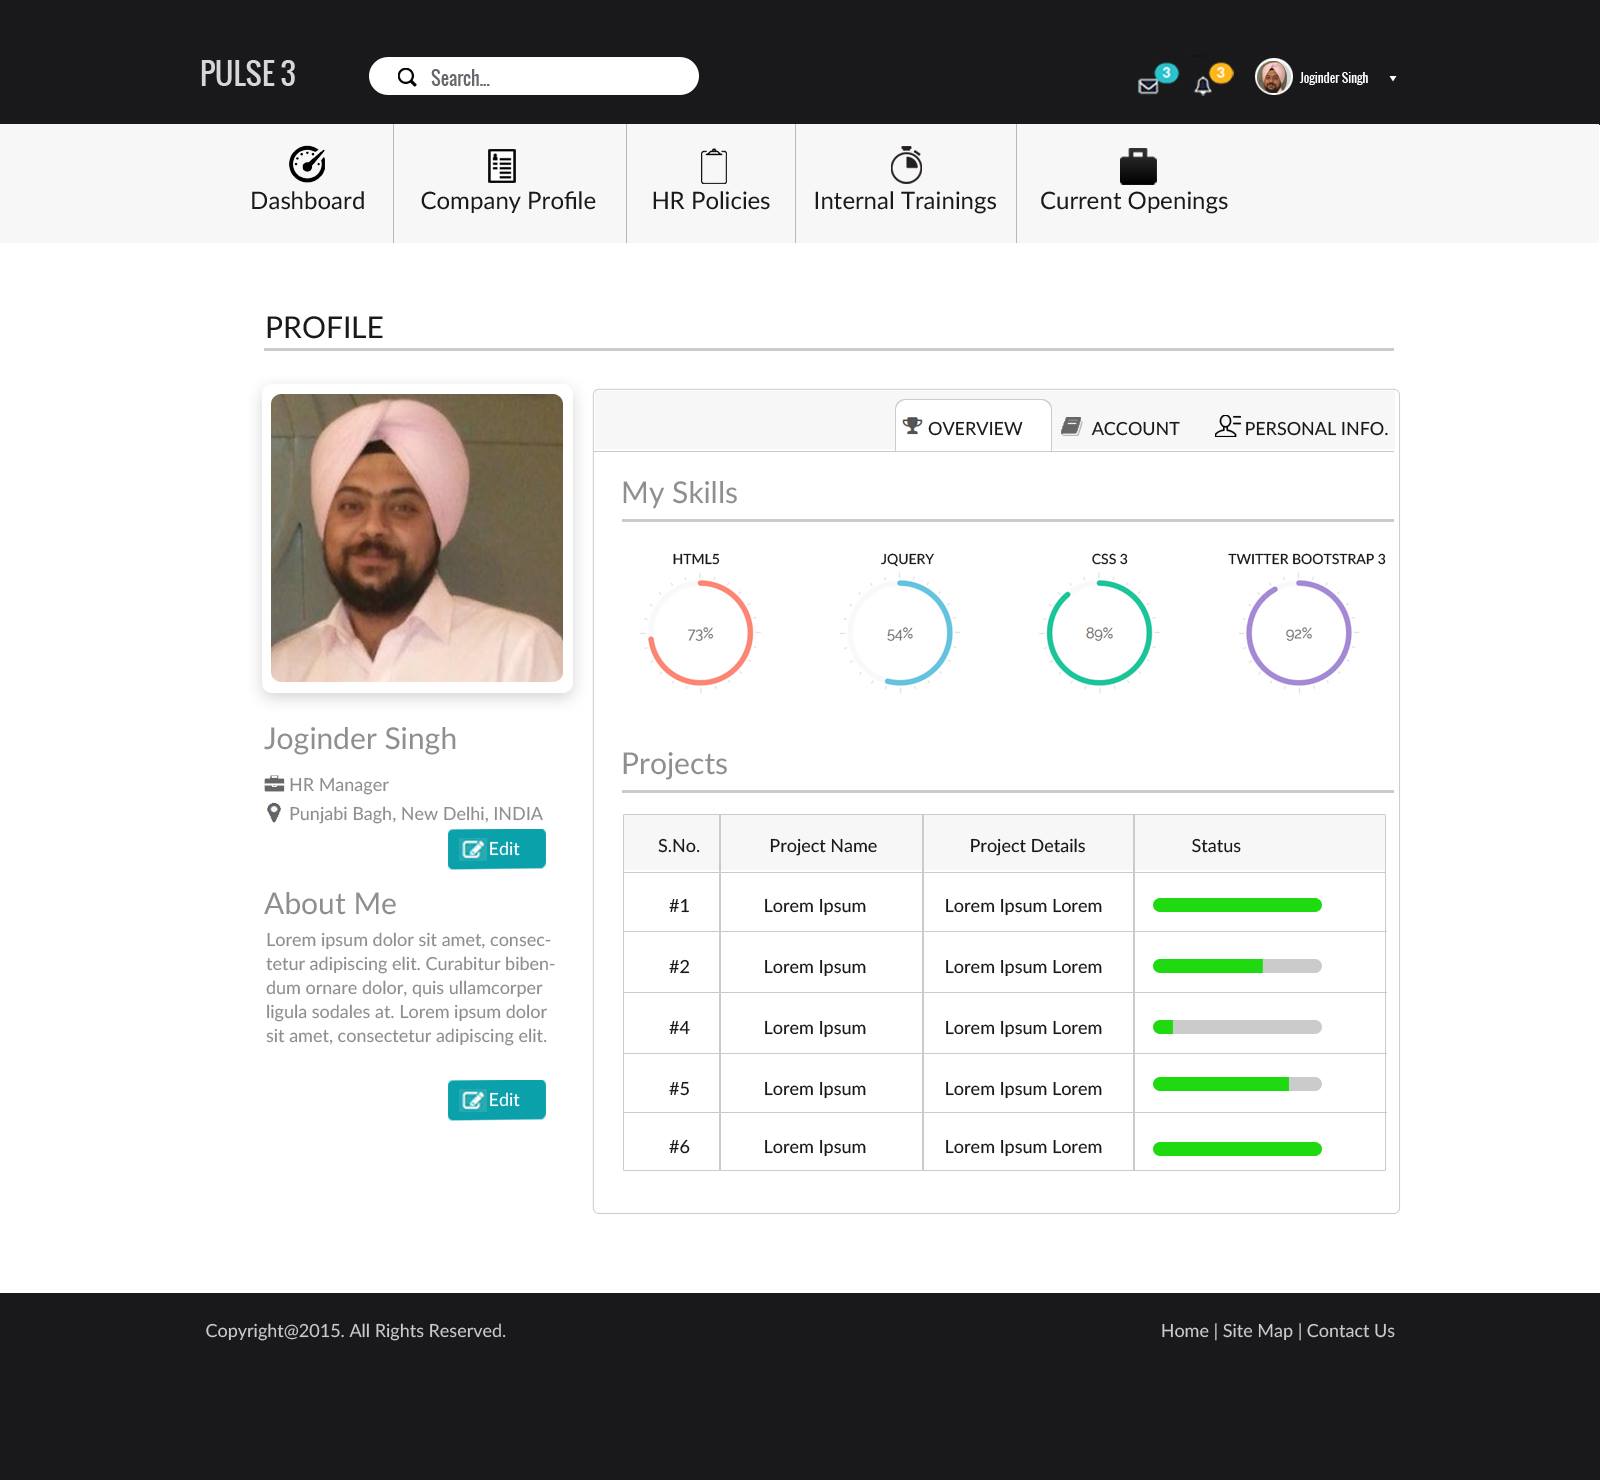 PULSE 3
Search...
3
3
Joginder Singh
Dashboard
Company Profile
HR Policies
Internal Trainings
Current Openings
PROFILE
OVERVIEW
ACCOUNT
PERSONAL INFO.
My Skills
HTML5
JQUERY
CSS 3
TWITTER BOOTSTRAP 3
73%
54%
89%
92%
Joginder Singh
HR Manager
Punjabi Bagh, New Delhi, INDIA
Edit
About Me
Lorem ipsum dolor sit amet, consec-
tetur adipiscing elit. Curabitur biben-
dum ornare dolor, quis ullamcorper
ligula sodales at. Lorem ipsum dolor
sit amet, consectetur adipiscing elit.
Edit
Projects
S.No. Project Name Project Details Status
#1 Lorem Ipsum Lorem Ipsum Lorem
#2 Lorem Ipsum Lorem Ipsum Lorem
#4 Lorem Ipsum Lorem Ipsum Lorem
#5 Lorem Ipsum Lorem Ipsum Lorem
#6 Lorem Ipsum Lorem Ipsum Lorem
Copyright@2015. All Rights Reserved.
Home | Site Map | Contact Us